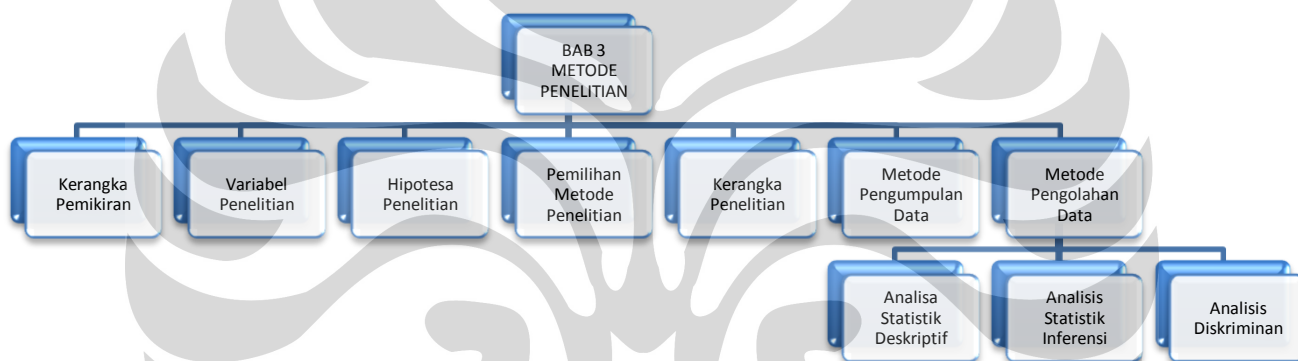 BAB 3
METODE
PENELITIAN
Kerangka
Pemikiran
Variabel
Penelitian
Hipotesa
Penelitian
Pemilihan
Metode
Penelitian
Kerangka
Penelitian
Metode
Pengumpulan
Data
Metode
Pengolahan
Data
Analisa
Statistik
Deskriptif
Analisis
Statistik
Inferensi
Analisis
Diskriminan